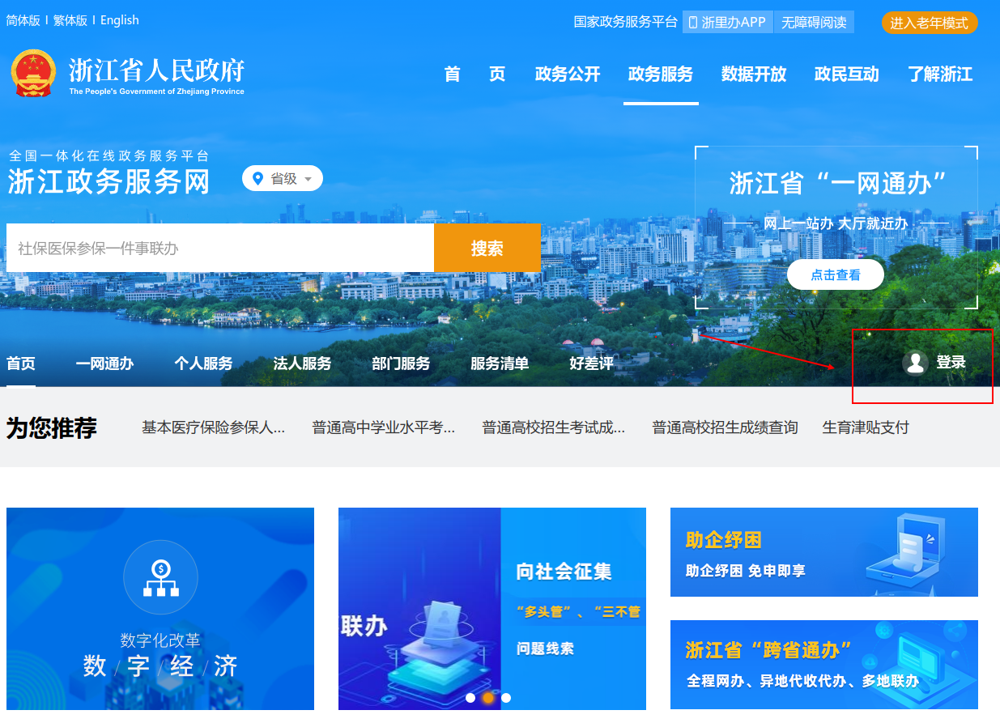 简体版 | 繁体版 | English
国家政务服务平台 浙里办APP 无障碍阅读 进入老年模式
浙江省人民政府
The People's Government of Zhejiang Province
首 页 政务公开 政务服务 数据开放 政民互动 了解浙江
全国一体化在线政务服务平台
浙江政务服务网
省级
社保医保参保一件事联办
搜索
浙江省“一网通办”
网上一站办 大厅就近办
点击查看
首页 一网通办 个人服务 法人服务 部门服务 服务清单 好差评
登录
为您推荐
基本医疗保险参保人... 普通高中学业水平考... 普通高校招生考试成... 普通高校招生成绩查询 生育津贴支付
数字化改革
数 / 字 / 经 / 济
联办
向社会征集
“多头管”、“三不管
问题线索
助企纾困
助企纾困 免申即享
浙江省“跨省通办”
全程网办、异地代收代办、多地联办